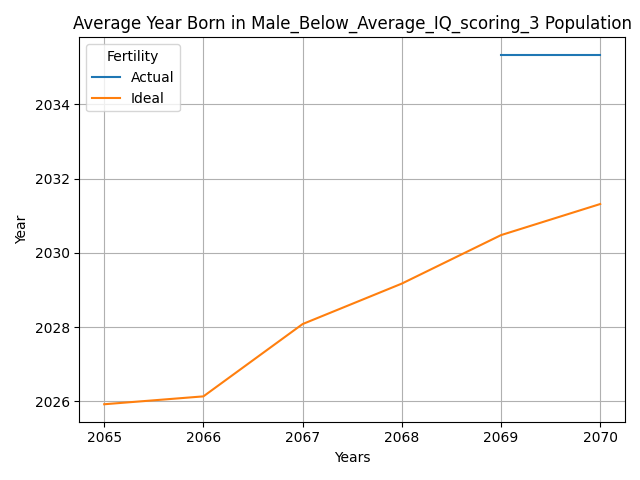 Average Year Born in Male_Below_Average_IQ_scoring_3 Population
Fertility
Actual
Ideal
2034
2032
2030
2028
2026
Year
2065 2066 2067 2068 2069 2070
Years